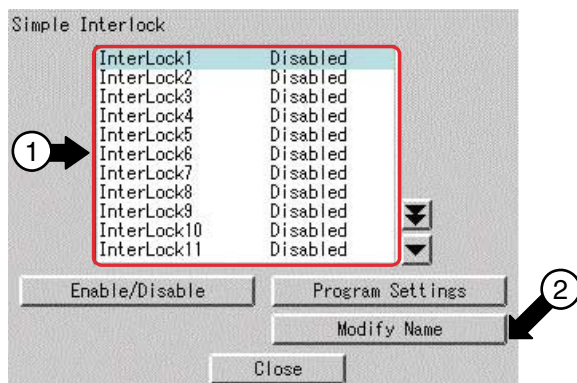 Simple Interlock
InterLock1 Disabled
InterLock2 Disabled
InterLock3 Disabled
InterLock4 Disabled
InterLock5 Disabled
1
InterLock6 Disabled
InterLock7 Disabled
InterLock8 Disabled
InterLock9 Disabled
InterLock10 Disabled
InterLock11 Disabled
Enable/Disable Program Settings 2
Modify Name
Close